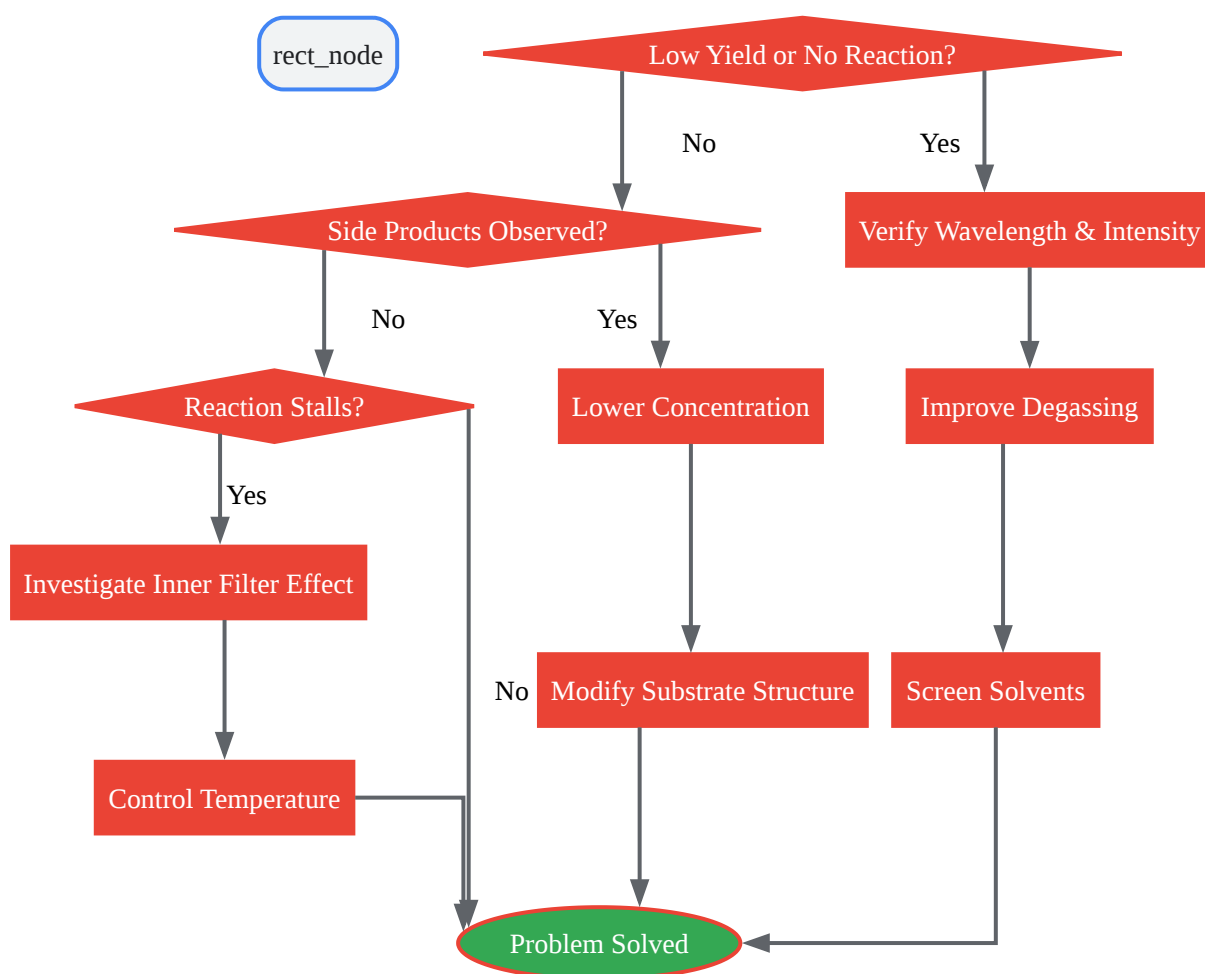 rect_node
Low Yield or No Reaction?
No
Yes
Side Products Observed?
Verify Wavelength & Intensity
No
Yes
Reaction Stalls?
Lower Concentration
Improve Degassing
Yes
Investigate Inner Filter Effect
No
Modify Substrate Structure
Screen Solvents
Control Temperature
Problem Solved